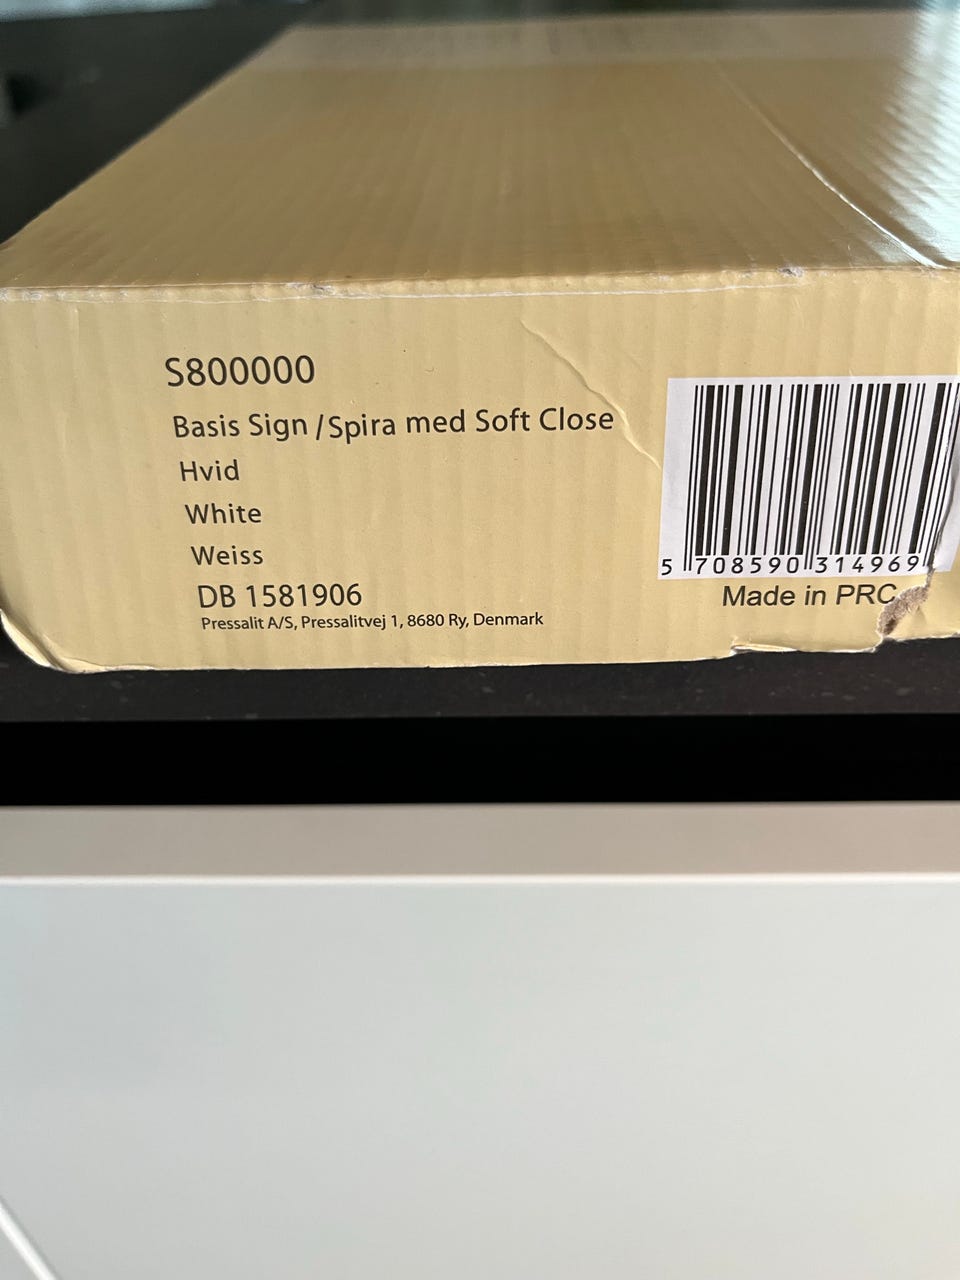 S800000
Basis Sign / Spira med Soft Close
Hvid
White
Weiss
DB 1581906
Pressalit A/S, Pressalitvej 1, 8680 Ry, Denmark
5 708590 314969
Made in PRC